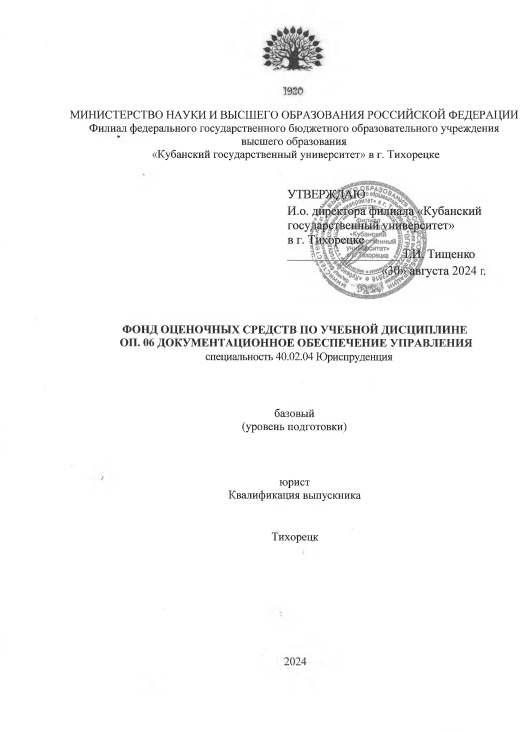 1920
МИНИСТЕРСТВО НАУКИ И ВЫСШЕГО ОБРАЗОВАНИЯ РОССИЙСКОЙ ФЕДЕРАЦИИ
Филиал федерального государственного бюджетного образовательного учреждения
высшего образования
«Кубанский государственный университет» в г. Тихорецке
УТВЕРЖДАЮ
И.о. директора филиала «Кубанский
государственный университет»
в г. Тихорецке
Т.И. Тищенко
«30» августа 2024 г.
ФОНД ОЦЕНОЧНЫХ СРЕДСТВ ПО УЧЕБНОЙ ДИСЦИПЛИНЕ
ОП. 06 ДОКУМЕНТАЦИОННОЕ ОБЕСПЕЧЕНИЕ УПРАВЛЕНИЯ
специальность 40.02.04 Юриспруденция
базовый
(уровень подготовки)
юрист
Квалификация выпускника
Тихорецк
2024